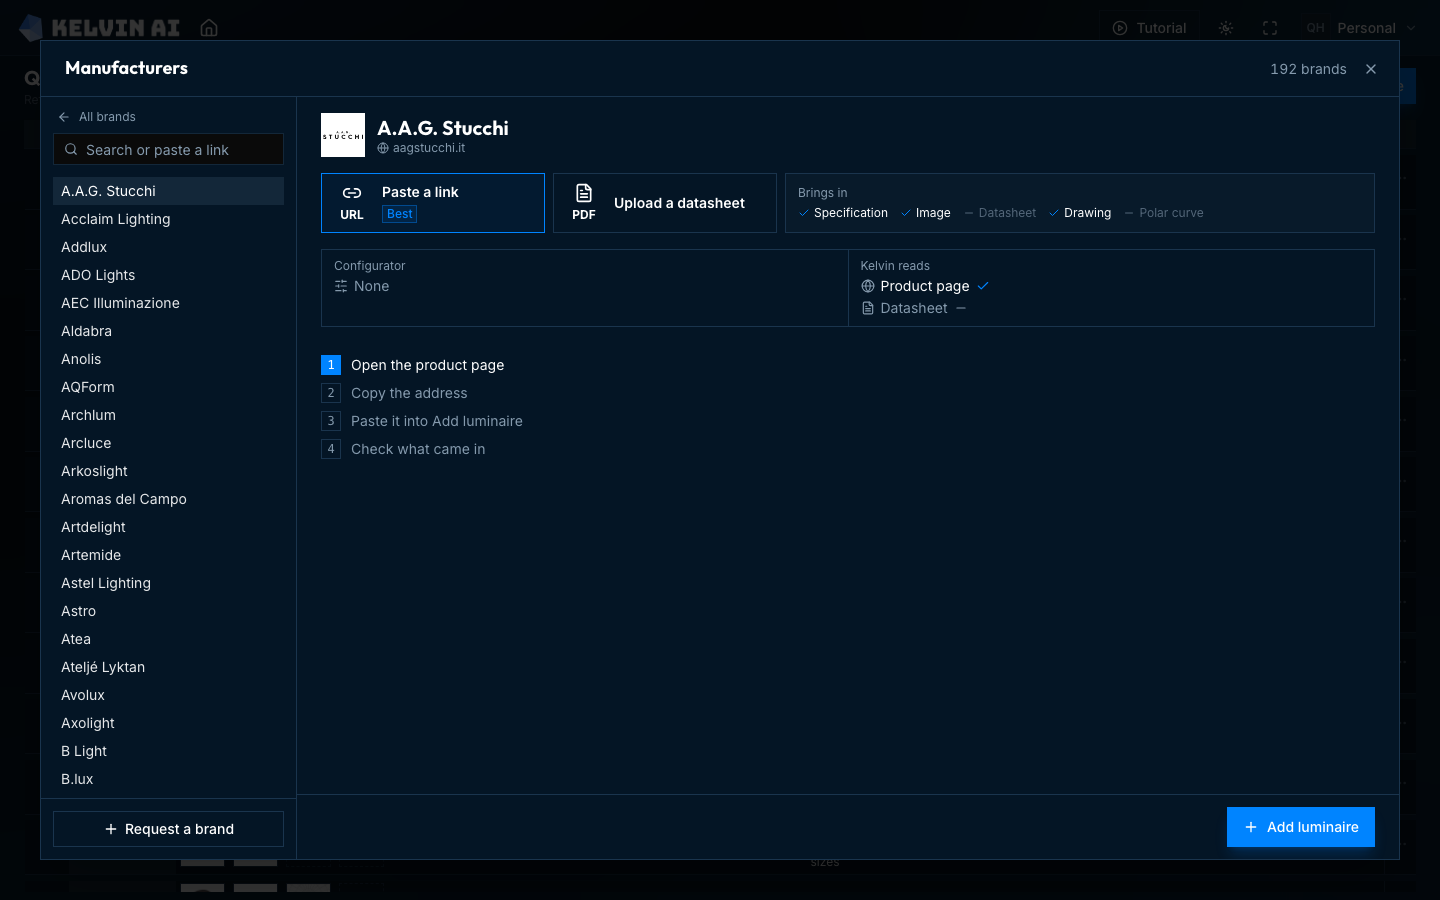 KELVIN AI
Tutorial
QH Personal
Manufacturers
192 brands
All brands
Search or paste a link
A.A.G. Stucchi
Acclaim Lighting
Addlux
ADO Lights
AEC Illuminazione
Aldabra
Anolis
AQForm
Archlum
Arcluce
Arkoslight
Aromas del Campo
Artdelight
Artemide
Astel Lighting
Astro
Atea
Ateljé Lyktan
Avolux
Axolight
B Light
B.lux
Request a brand
STUCCHI
A.A.G. Stucchi
aagstucchi.it
URL
Paste a link
Best
PDF
Upload a datasheet
Brings in
Specification Image Datasheet Drawing Polar curve
Configurator
None
Kelvin reads
Product page
Datasheet
1 Open the product page
2 Copy the address
3 Paste it into Add luminaire
4 Check what came in
Add luminaire
sizes